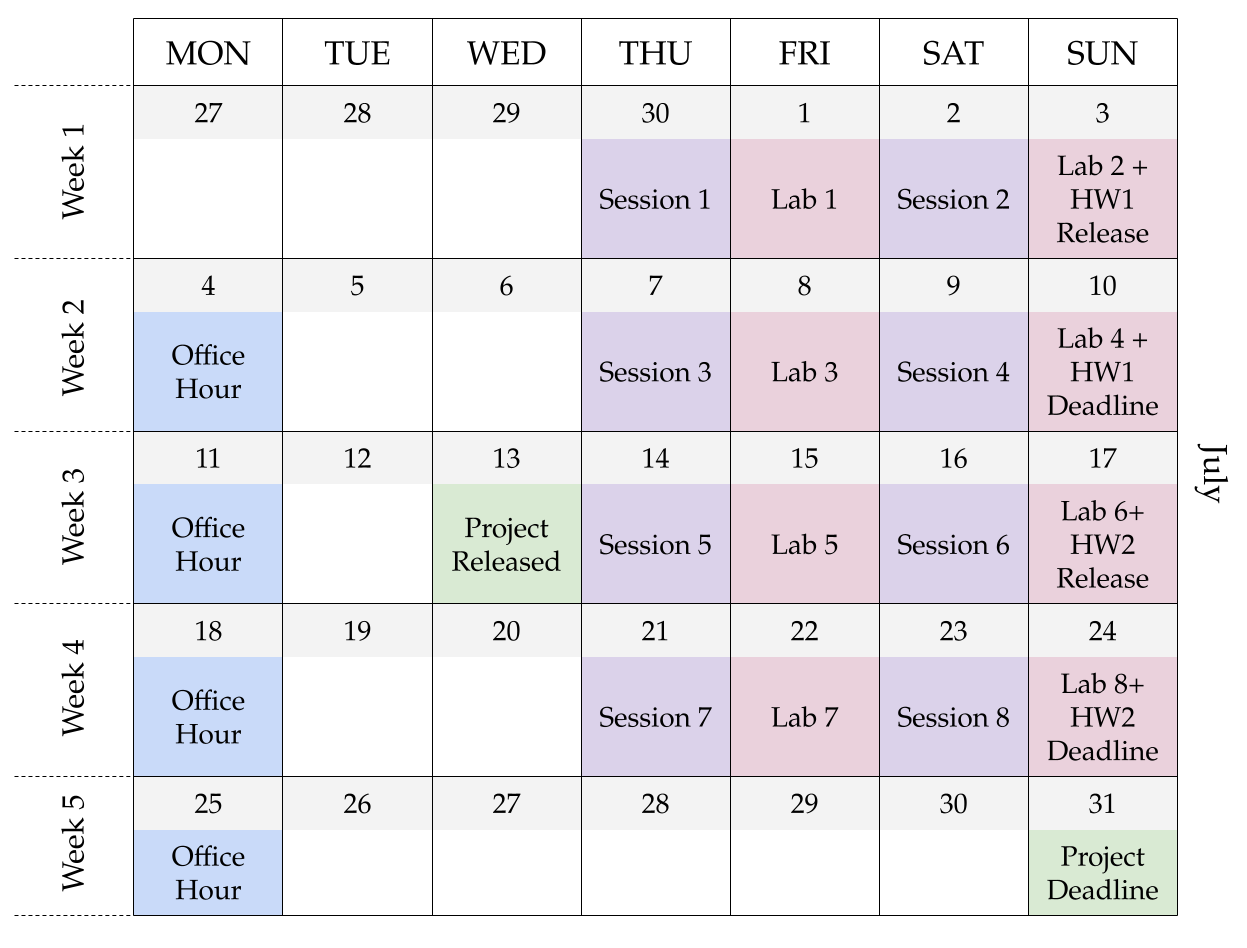 MON TUE WED THU FRI SAT SUN
Week 1
27 28 29 30 1 2 3
Session 1
Lab 1
Session 2
Lab 2 +
HW1
Release
Week 2
4 5 6 7 8 9 10
Office
Hour
Session 3
Lab 3
Session 4
Lab 4 +
HW1
Deadline
Week 3
11 12 13 14 15 16 17
Office
Hour
Project
Released
Session 5
Lab 5
Session 6
Lab 6+
HW2
Release
Week 4
18 19 20 21 22 23 24
Office
Hour
Session 7
Lab 7
Session 8
Lab 8+
HW2
Deadline
Week 5
25 26 27 28 29 30 31
Office
Hour
Project
Deadline
July